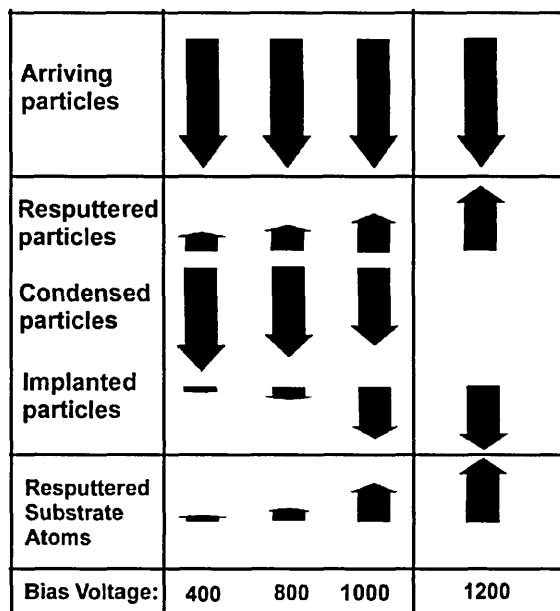 Arriving
particles
Resputtered
particles
Condensed
particles
Implanted
particles
Resputtered
Substrate
Atoms
Bias Voltage: 400 800 1000 1200